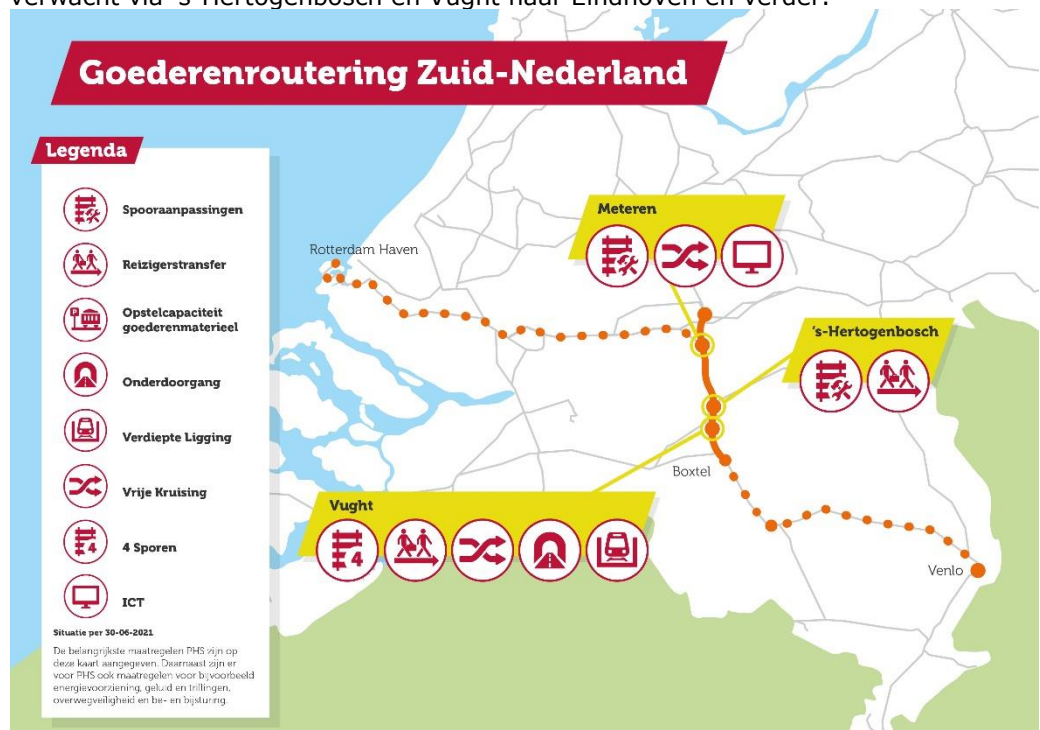 verwacht via 's-Hertogenbosch en Vught naar Eindhoven en verder.
Goederenroutering Zuid-Nederland
Legenda
Spooraanpassingen
Reizigerstransfer
Opstelcapaciteit
goederenmaterieel
Onderdoorgang
Verdiepte Ligging
Vrije Kruising
4
4 Sporen
ICT
Situatie per 30-06-2021
De belangrijkste maatregelen PHS zijn op
deze kaart aangegeven. Daarnaast zijn er
voor PHS ook maatregelen voor bijvoorbeeld
energievoorziening, geluid en trillingen,
overwegveiligheid en be- en bijsturing.
Rotterdam Haven
Meteren
's-Hertogenbosch
Boxtel
Vught
4
Venlo